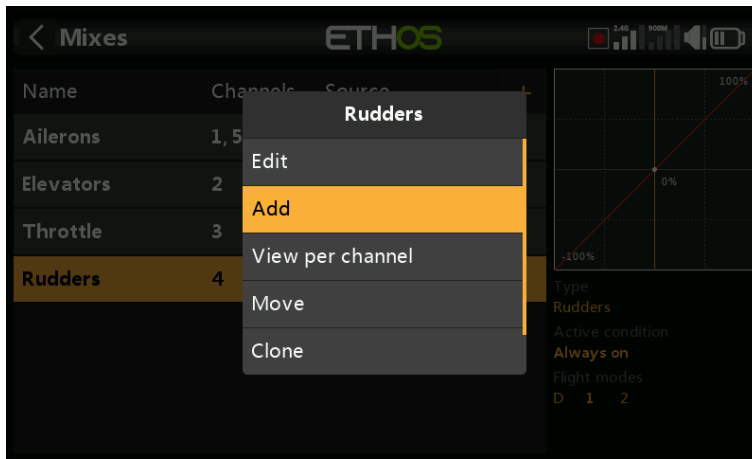 Mixes
ETHOS
2.4G
900M
Name Channels Source +
Ailerons 1, 5
Elevators 2
Throttle 3
Rudders 4
Rudders
Edit
Add
View per channel
Move
Clone
100%
0%
-100%
Type
Rudders
Active condition
Always on
Flight modes
D 1 2